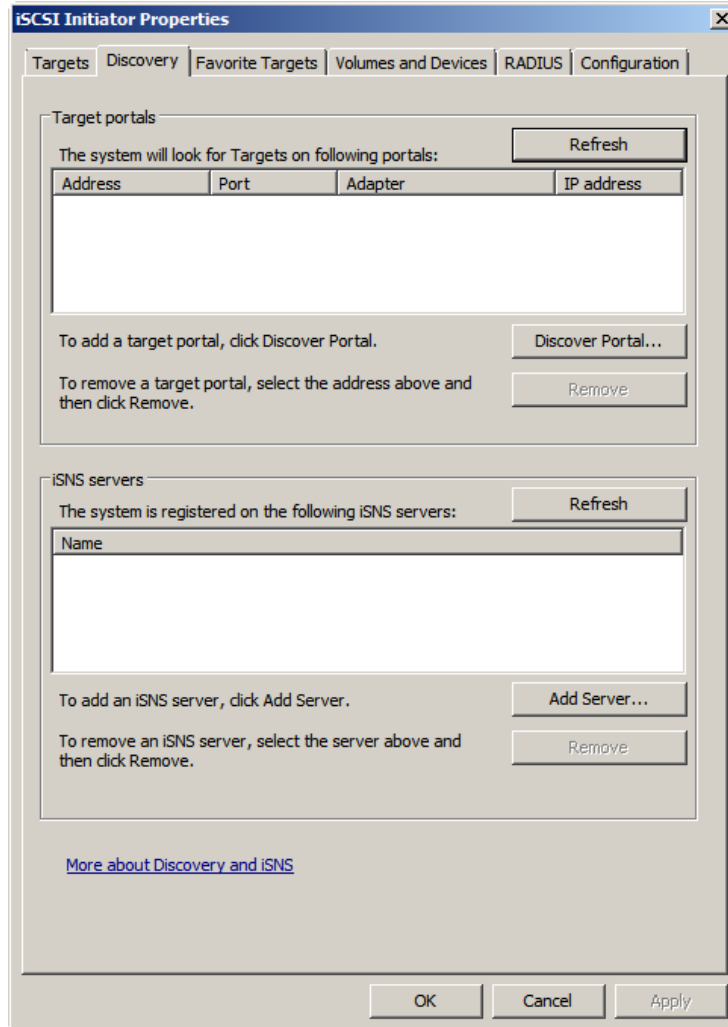 iSCSI Initiator Properties
Targets Discovery Favorite Targets Volumes and Devices RADIUS Configuration
Target portals
The system will look for Targets on following portals:
Refresh
Address Port Adapter IP address
To add a target portal, click Discover Portal.
Discover Portal...
To remove a target portal, select the address above and
then click Remove.
Remove
iSNS servers
The system is registered on the following iSNS servers:
Refresh
Name
To add an iSNS server, click Add Server.
Add Server...
To remove an iSNS server, select the server above and
then click Remove.
Remove
More about Discovery and iSNS
OK Cancel Apply